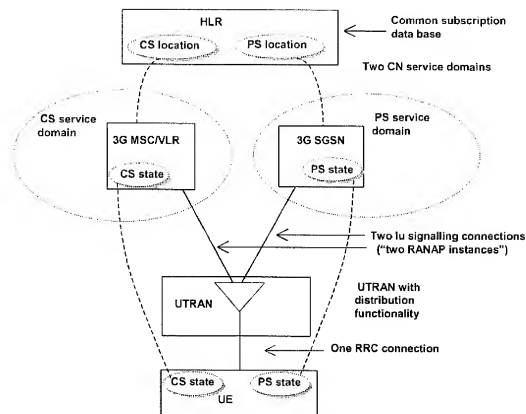 HLR
CS location
PS location
Common subscription
data base
Two CN service domains
CS service
domain
PS service
domain
3G MSC/VLR
CS state
3G SGSN
PS state
Two Iu signalling connections
("two RANAP instances")
UTRAN
UTRAN with
distribution
functionality
One RRC connection
CS state
PS state
UE